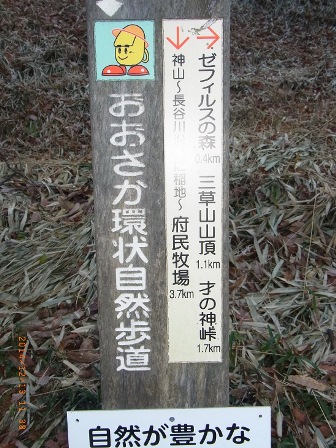 おおさか環状自然歩道
ゼフィルスの森 0.4km 三草山山頂 1.1km 才の神峠 1.7km
神山〜長谷川 稲地〜府民牧場 3.7km
自然が豊かな